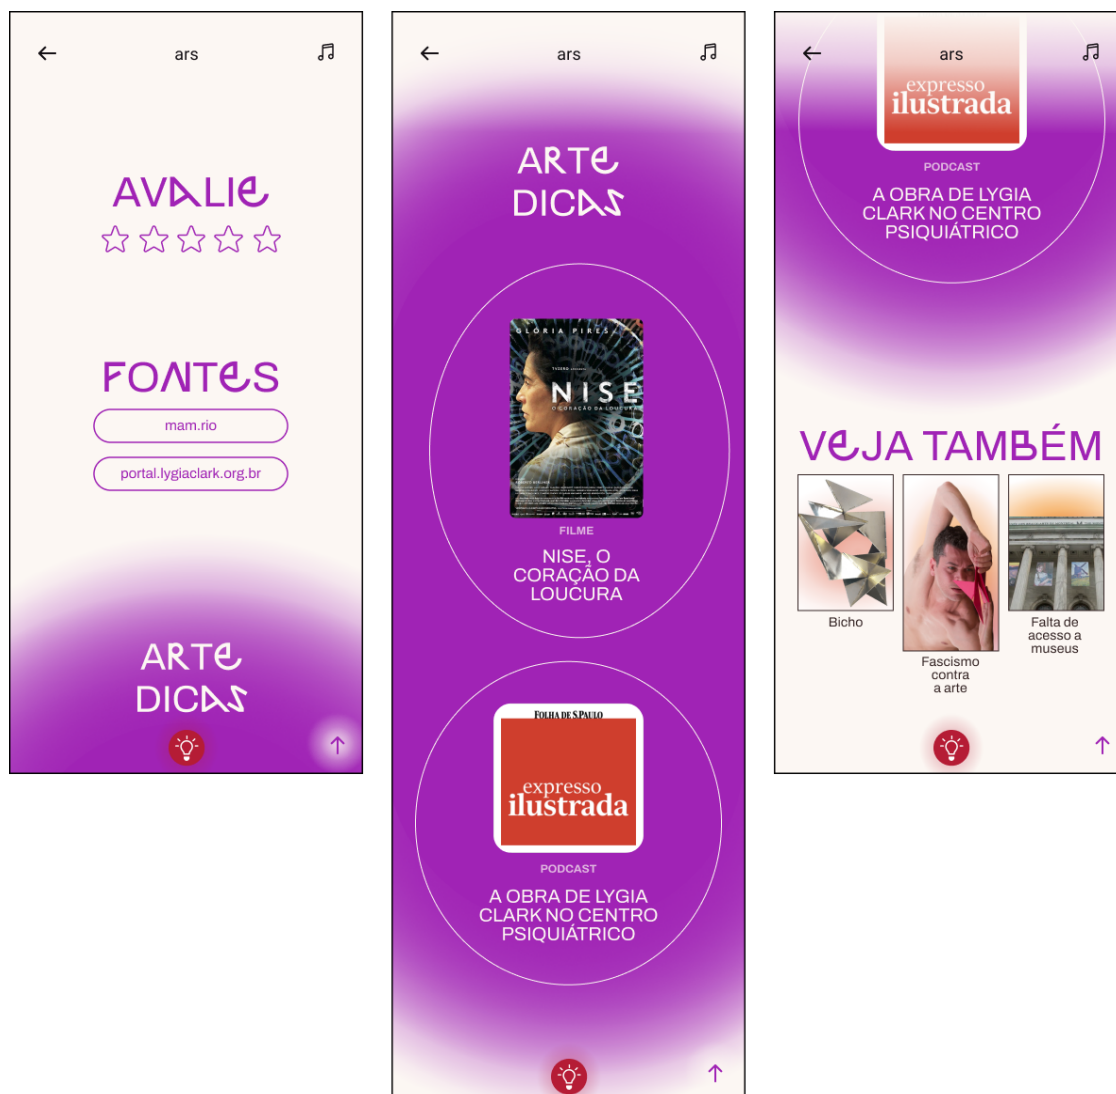 ars
AVALIE
FONTES
mam.rio
portal.lygiaclark.org.br
ARTE
DICAS
ars
ARTE
DICAS
GLORIA PIRES
NISE
O CORAÇÃO DA LOUCURA
FILME
NISE, O
CORAÇÃO DA
LOUCURA
FOLHA DE S.PAULO
expresso
ilustrada
PODCAST
A OBRA DE LYGIA
CLARK NO CENTRO
PSIQUIÁTRICO
ars
expresso
ilustrada
PODCAST
A OBRA DE LYGIA
CLARK NO CENTRO
PSIQUIÁTRICO
VEJA TAMBÉM
Bicho
Fascismo
contra
a arte
Falta de
acesso a
museus